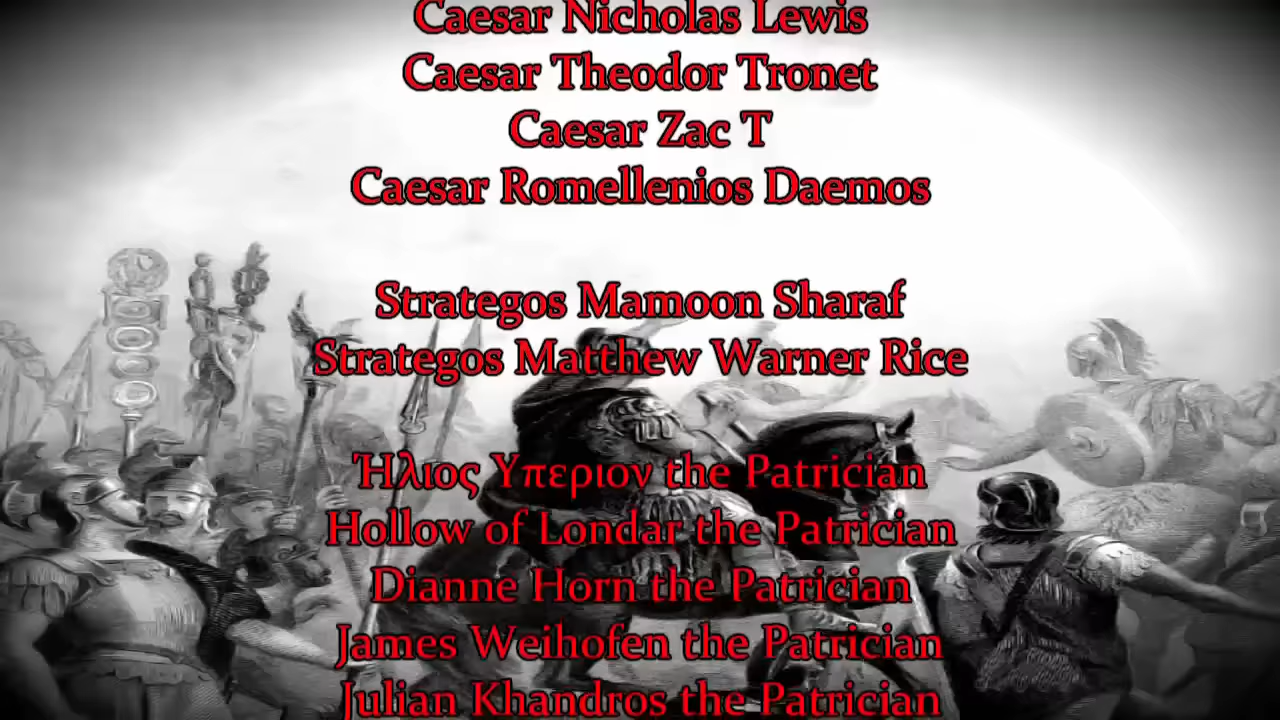 Caesar Nicholas Lewis
Caesar Theodor Tronet
Caesar Zac T
Caesar Romellenios Daemos
Strategos Mamoon Sharaf
Strategos Matthew Warner Rice
Ήλιος Υπεριον the Patrician
Hollow of Londar the Patrician
Dianne Horn the Patrician
James Weihofen the Patrician
Julian Khandros the Patrician